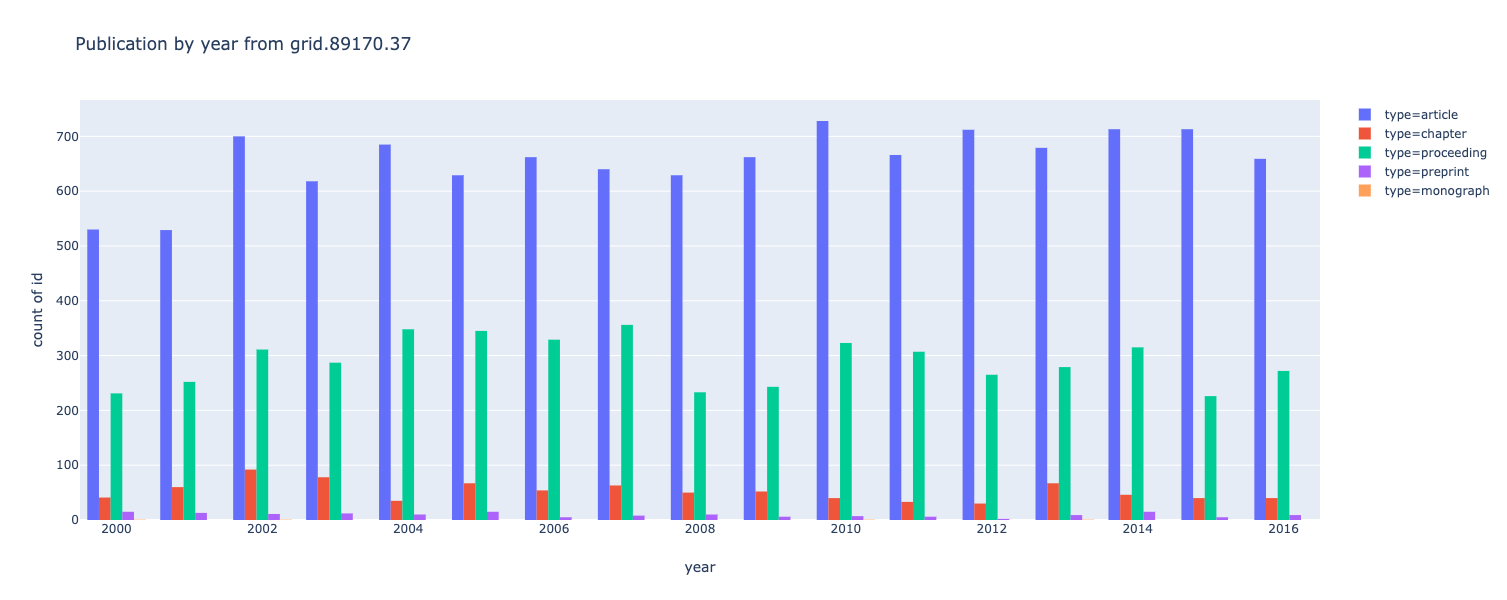 Publication by year from grid.89170.37
type=article
type=chapter
type=proceeding
type=preprint
type=monograph
700
600
500
400
300
200
100
0
count of id
2000 2002 2004 2006 2008 2010 2012 2014 2016
year